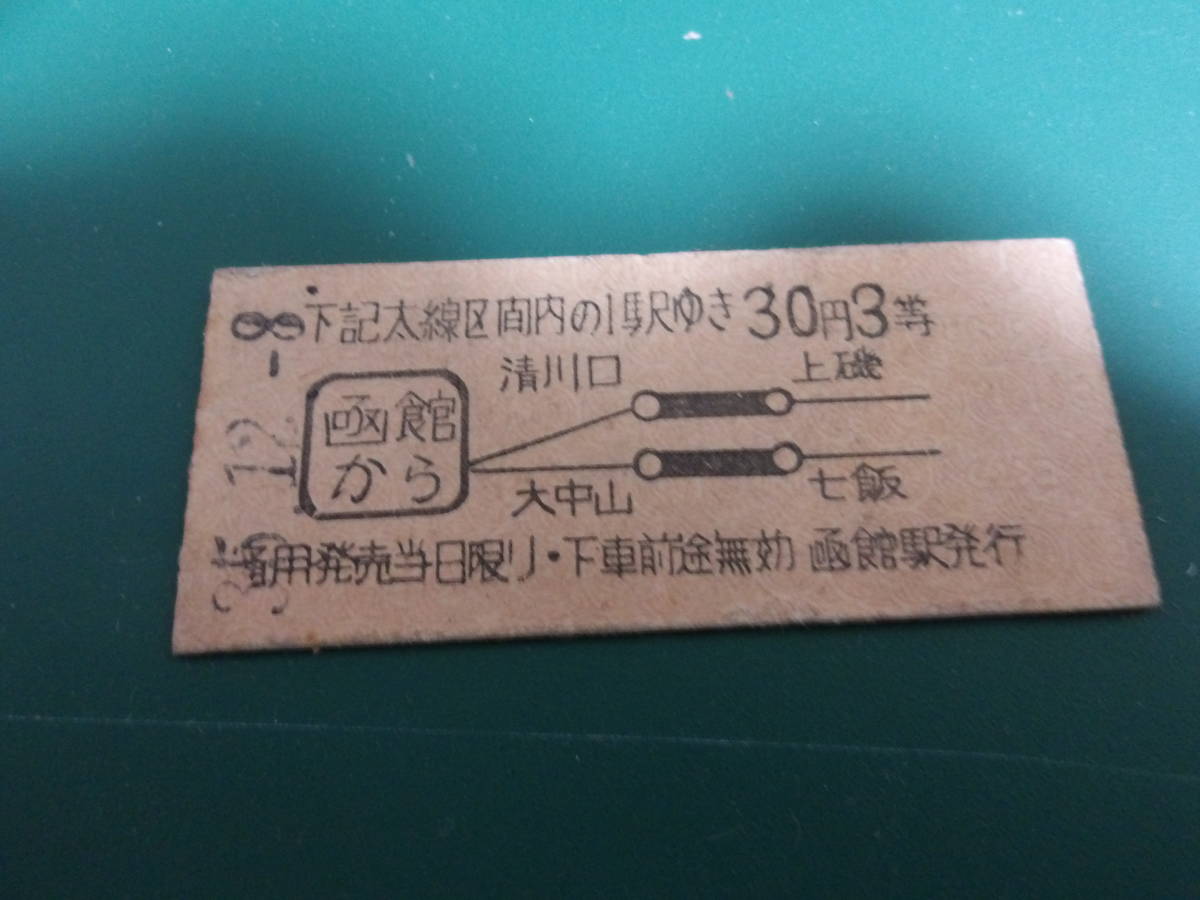 下記太線区間内の1駅ゆき 30円3等
清川口 上磯
函館
から
大中山 七飯
通用発売当日限り・下車前途無効 函館駅発行